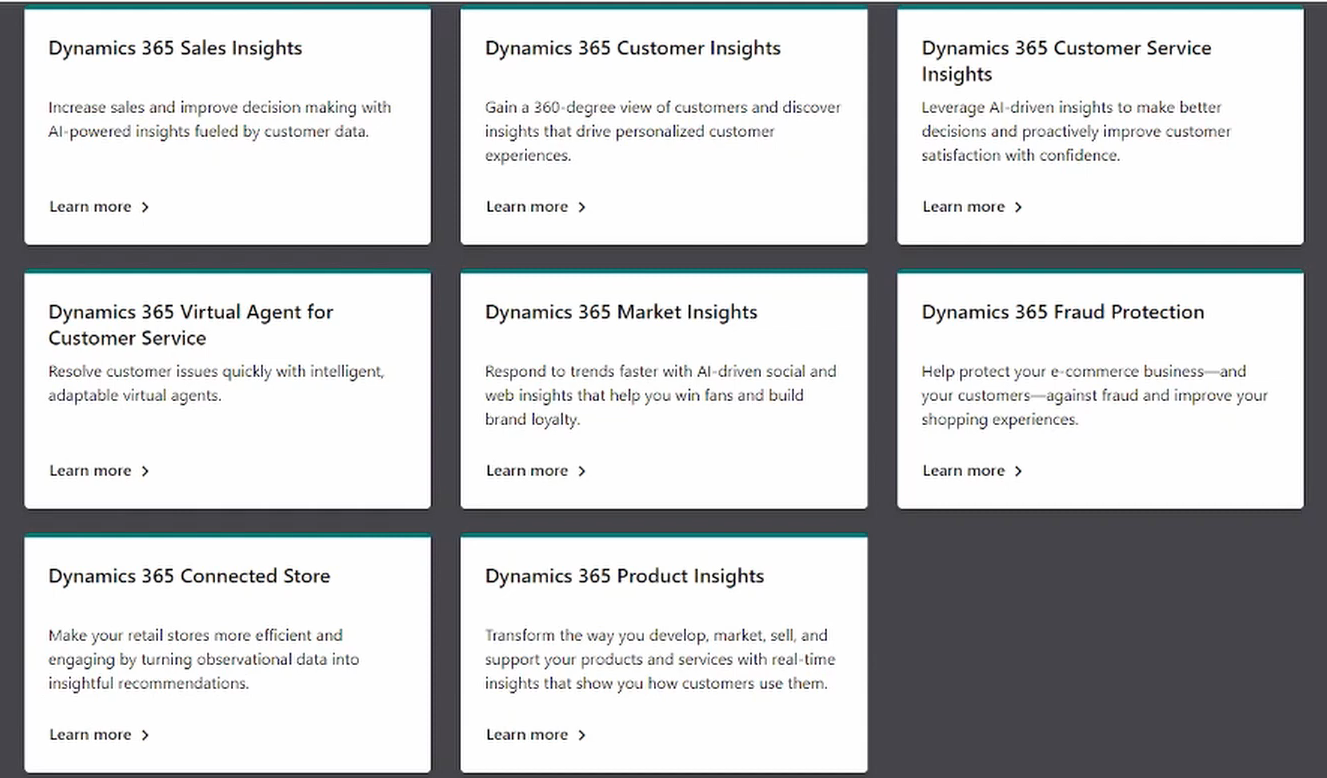 Dynamics 365 Sales Insights
Increase sales and improve decision making with
AI-powered insights fueled by customer data.
Learn more
Dynamics 365 Customer Insights
Gain a 360-degree view of customers and discover
insights that drive personalized customer
experiences.
Learn more
Dynamics 365 Customer Service
Insights
Leverage AI-driven insights to make better
decisions and proactively improve customer
satisfaction with confidence.
Learn more
Dynamics 365 Virtual Agent for
Customer Service
Resolve customer issues quickly with intelligent,
adaptable virtual agents.
Learn more
Dynamics 365 Market Insights
Respond to trends faster with AI-driven social and
web insights that help you win fans and build
brand loyalty.
Learn more
Dynamics 365 Fraud Protection
Help protect your e-commerce business—and
your customers—against fraud and improve your
shopping experiences.
Learn more
Dynamics 365 Connected Store
Make your retail stores more efficient and
engaging by turning observational data into
insightful recommendations.
Learn more
Dynamics 365 Product Insights
Transform the way you develop, market, sell, and
support your products and services with real-time
insights that show you how customers use them.
Learn more